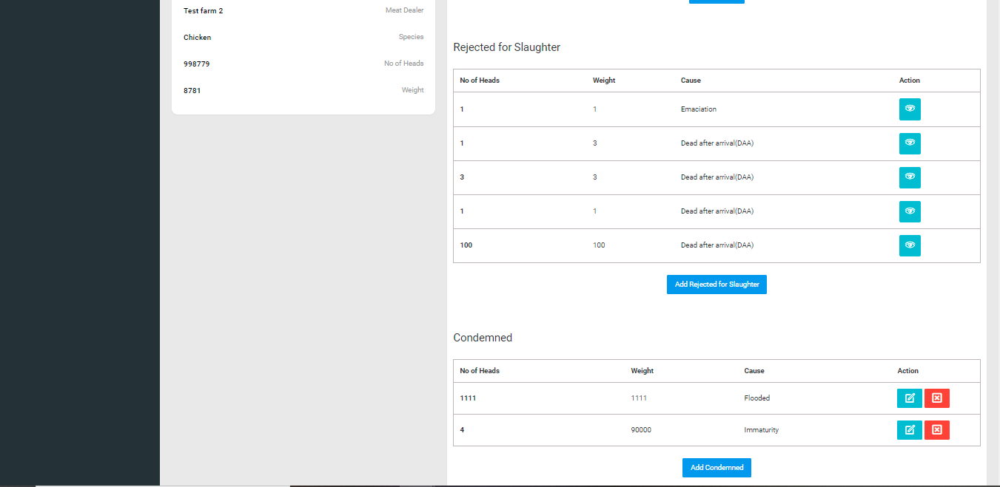 Test farm 2 Meat Dealer
Chicken Species
998779 No of Heads
8781 Weight
Rejected for Slaughter
No of Heads Weight Cause Action
1 1 Emaciation
1 3 Dead after arrival(DAA)
3 3 Dead after arrival(DAA)
1 1 Dead after arrival(DAA)
100 100 Dead after arrival(DAA)
Add Rejected for Slaughter
Condemned
No of Heads Weight Cause Action
1111 1111 Flooded
4 90000 Immaturity
Add Condemned